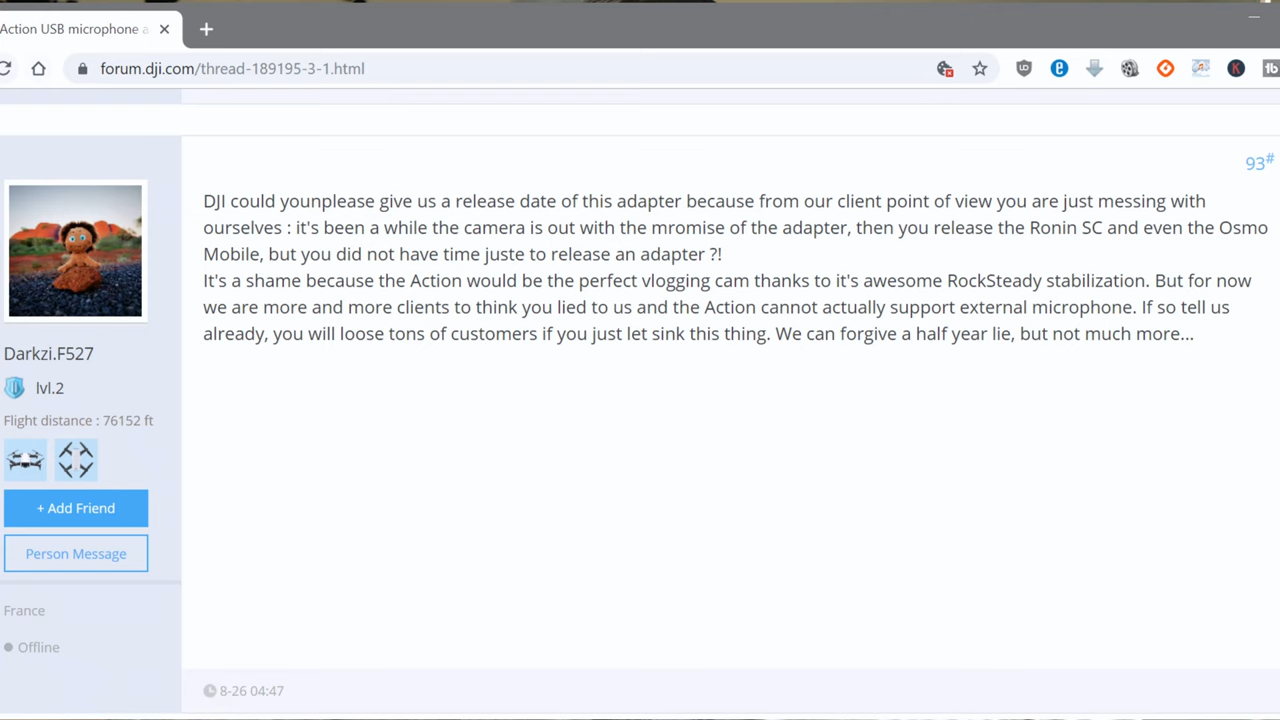 Action USB microphone a
forum.dji.com/thread-189195-3-1.html
93#
DJI could younplease give us a release date of this adapter because from our client point of view you are just messing with
ourselves : it's been a while the camera is out with the mromise of the adapter, then you release the Ronin SC and even the Osmo
Mobile, but you did not have time juste to release an adapter ?!
It's a shame because the Action would be the perfect vlogging cam thanks to it's awesome RockSteady stabilization. But for now
we are more and more clients to think you lied to us and the Action cannot actually support external microphone. If so tell us
already, you will loose tons of customers if you just let sink this thing. We can forgive a half year lie, but not much more...
Darkzi.F527
lvl.2
Flight distance : 76152 ft
+ Add Friend
Person Message
France
Offline
8-26 04:47